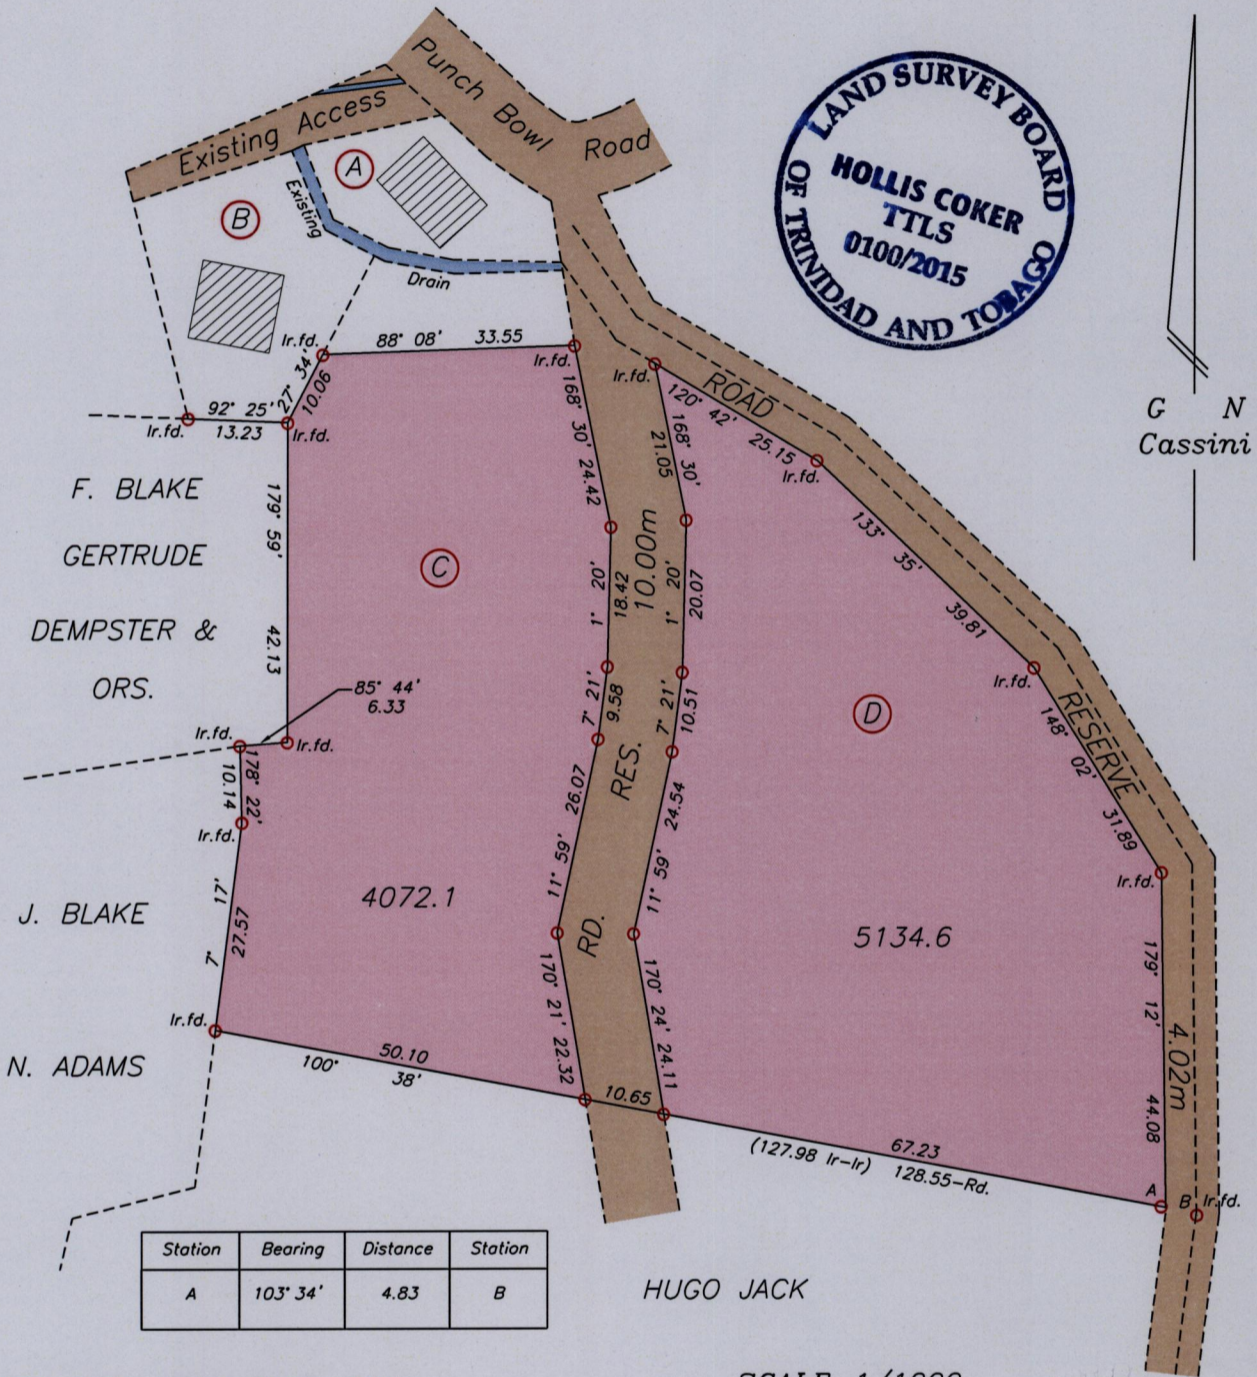 Punch Bowl
Road
Existing Access
A
B
Existing
Drain
LAND SURVEY BOARD
OF TRINIDAD AND TOBAGO
HOLLIS COKER
TTLS
0100/2015
G N
Cassini
Ir.fd.
88° 08' 33.55
Ir.fd.
27° 34'
10.06
92° 25'
13.23
Ir.fd.
Ir.fd.
Ir.fd.
ROAD
120° 42' 25.15
Ir.fd.
168° 30' 24.42
168° 30'
21.05
F. BLAKE
GERTRUDE
DEMPSTER &
ORS.
179° 59' 42.13
C
10.00m
1° 20'
18.42
1° 20'
20.07
133° 35' 39.81
Ir.fd.
85° 44'
6.33
Ir.fd.
Ir.fd.
7° 21'
9.58
7° 21'
10.51
D
RESERVE
148° 02' 31.89
Ir.fd.
178° 22'
10.14
Ir.fd.
RES.
RD.
11° 59' 26.07
11° 59' 24.54
J. BLAKE
7° 17'
27.57
4072.1
5134.6
Ir.fd.
N. ADAMS
170° 21' 22.32
170° 24' 24.11
179° 12' 44.08
4.02m
50.10
100° 38'
10.65
67.23
(127.98 Ir-Ir) 128.55-Rd.
A
B
Ir.fd.
Station Bearing Distance Station
A 103° 34' 4.83 B
HUGO JACK
SCALE 1/1000